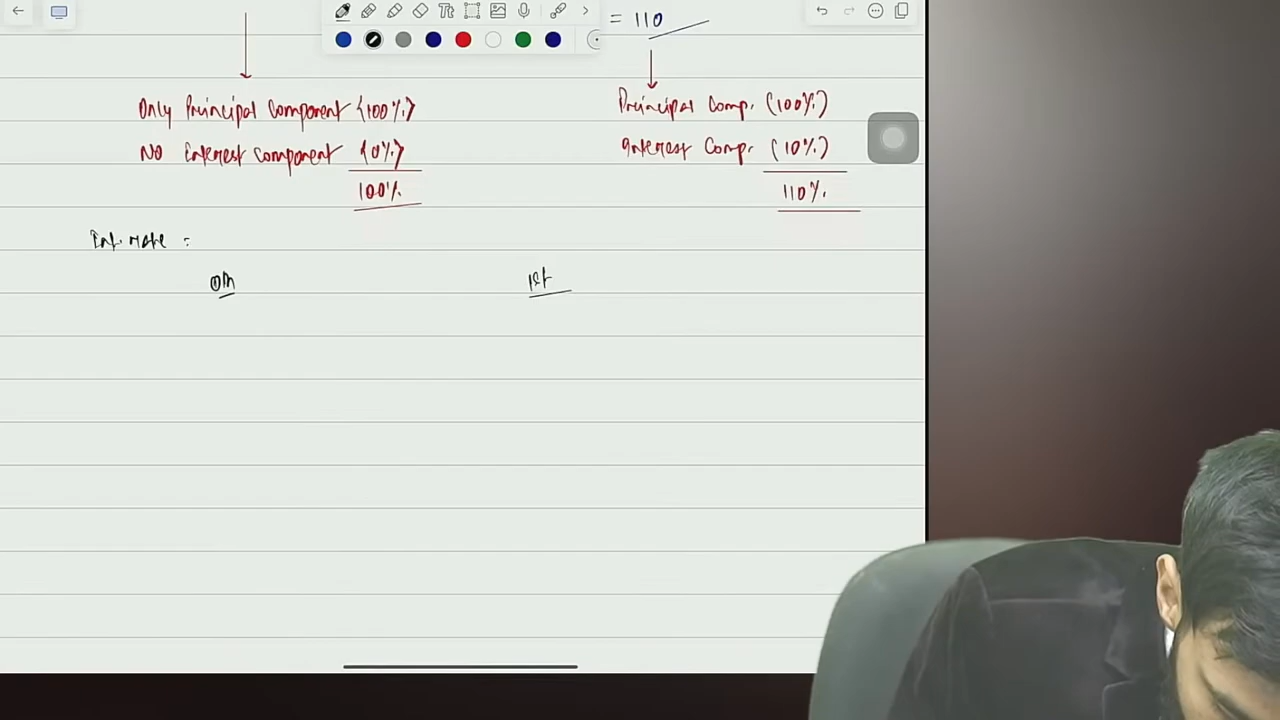 = 110
Only Principal Component {100%}
No Interest Component {0%}
100%
Principal Comp. (100%)
Interest Comp. (10%)
110%
Int. rate =
0th
1st